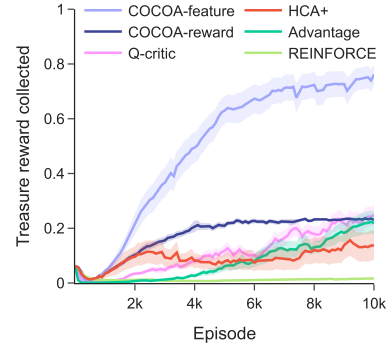 1
COCOA-feature
HCA+
COCOA-reward
Advantage
Q-critic
REINFORCE
0.8
0.6
0.4
0.2
0
Treasure reward collected
2k
4k
6k
8k
10k
Episode